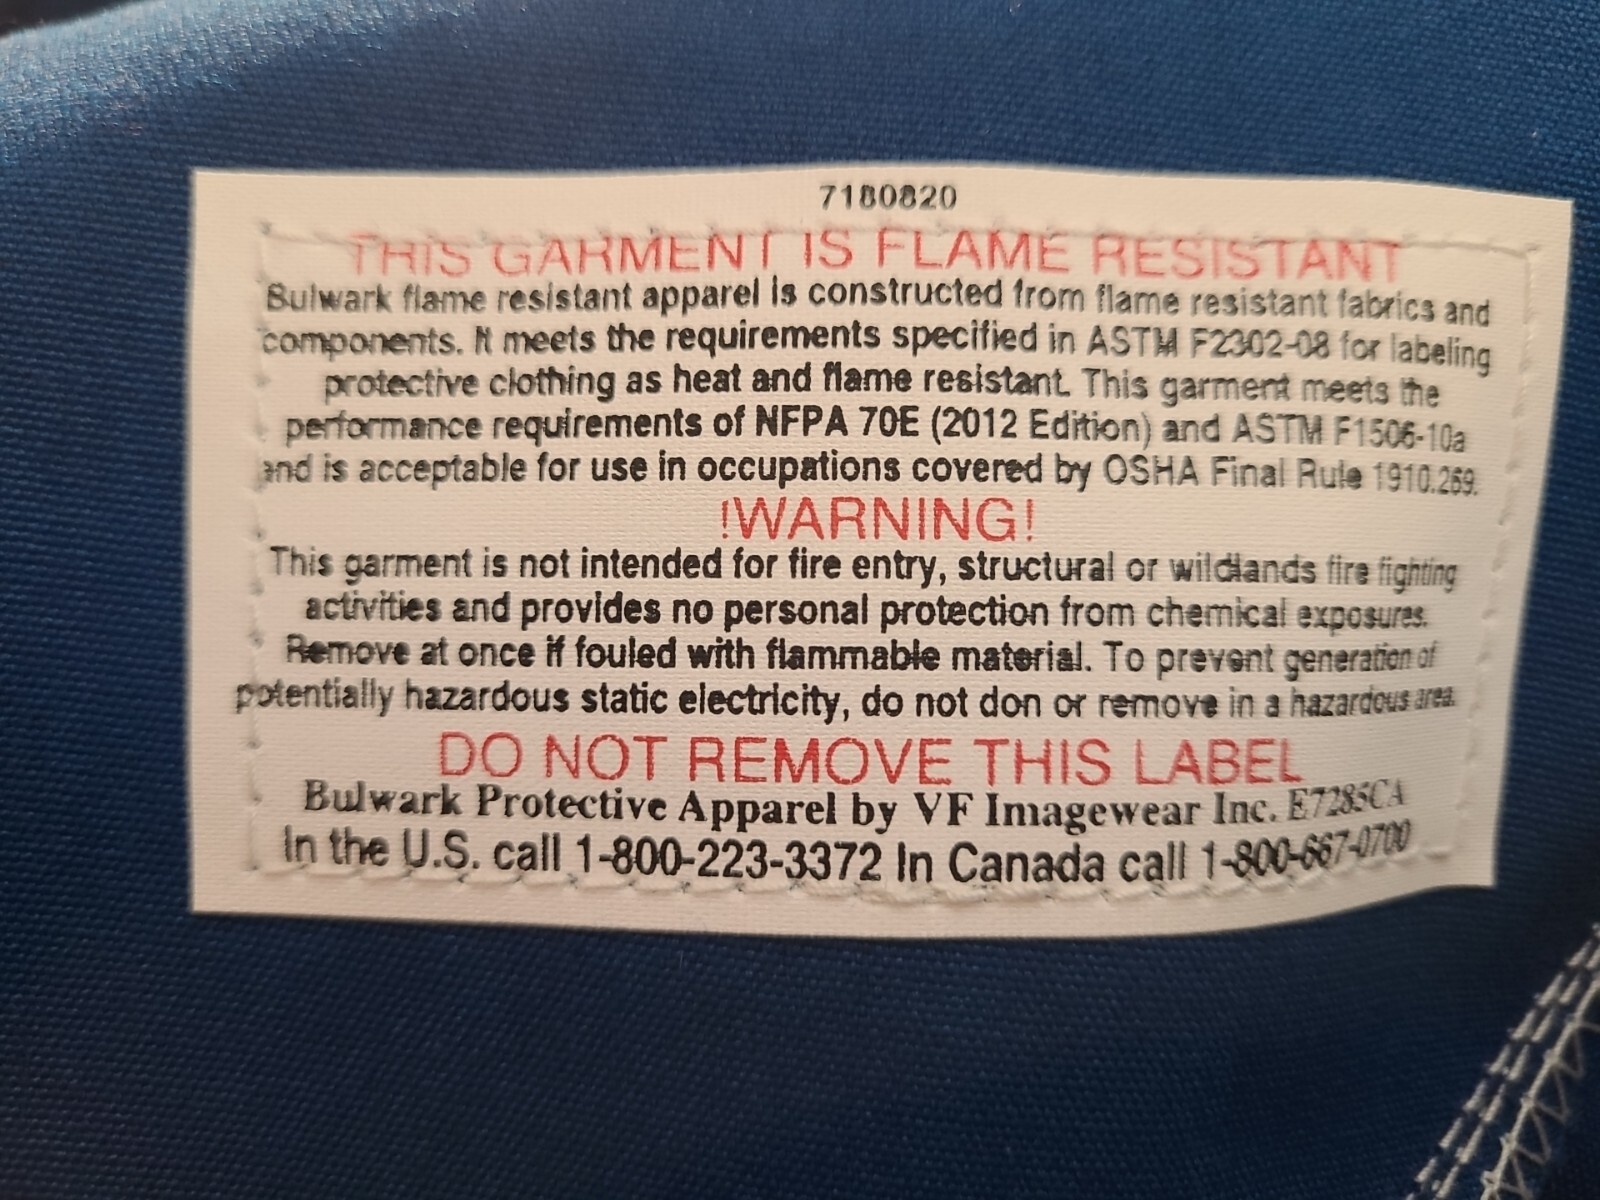 7180820
THIS GARMENT IS FLAME RESISTANT
Bulwark flame resistant apparel is constructed from flame resistant fabrics and
components. It meets the requirements specified in ASTM F2302-08 for labeling
protective clothing as heat and flame resistant. This garment meets the
performance requirements of NFPA 70E (2012 Edition) and ASTM F1506-10a
and is acceptable for use in occupations covered by OSHA Final Rule 1910.269.
!WARNING!
This garment is not intended for fire entry, structural or wildlands fire fighting
activities and provides no personal protection from chemical exposures.
Remove at once if fouled with flammable material. To prevent generation of
potentially hazardous static electricity, do not don or remove in a hazardous area.
DO NOT REMOVE THIS LABEL
Bulwark Protective Apparel by VF Imagewear Inc. E7285CA
In the U.S. call 1-800-223-3372 In Canada call 1-800-667-0700